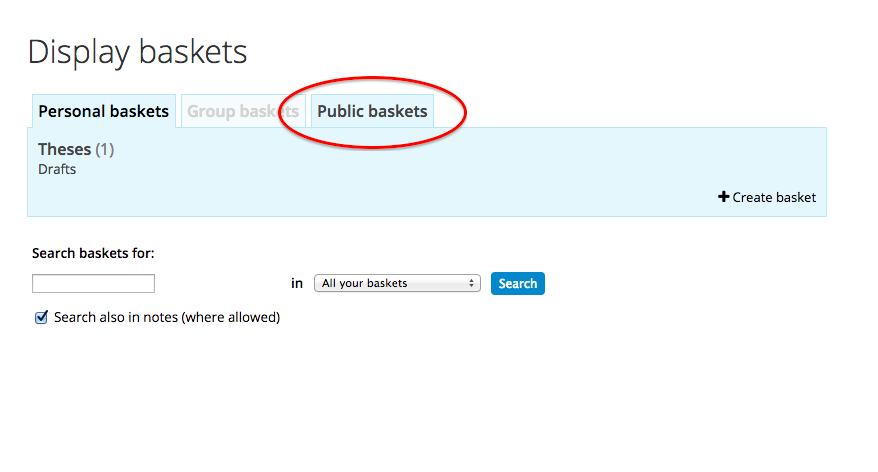 Display baskets
Personal baskets Group baskets Public baskets
Theses (1)
Drafts
Create basket
Search baskets for:
in All your baskets Search
Search also in notes (where allowed)